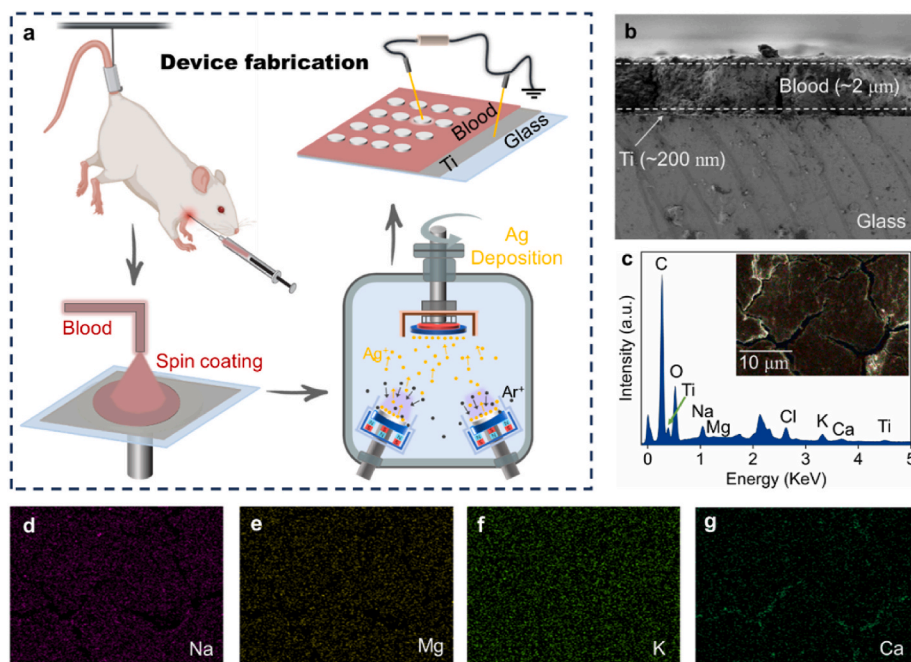 a
Device fabrication
Blood
Ti
Glass
Ag
Deposition
Blood
Spin coating
Ag
Ar+
b
Blood (~2 μm)
Ti (~200 nm)
Glass
c
C
O
Ti
Na
Mg
Cl
K
Ca
Ti
10 μm
Intensity (a.u.)
0 1 2 3 4 5
Energy (KeV)
d
Na
e
Mg
f
K
g
Ca